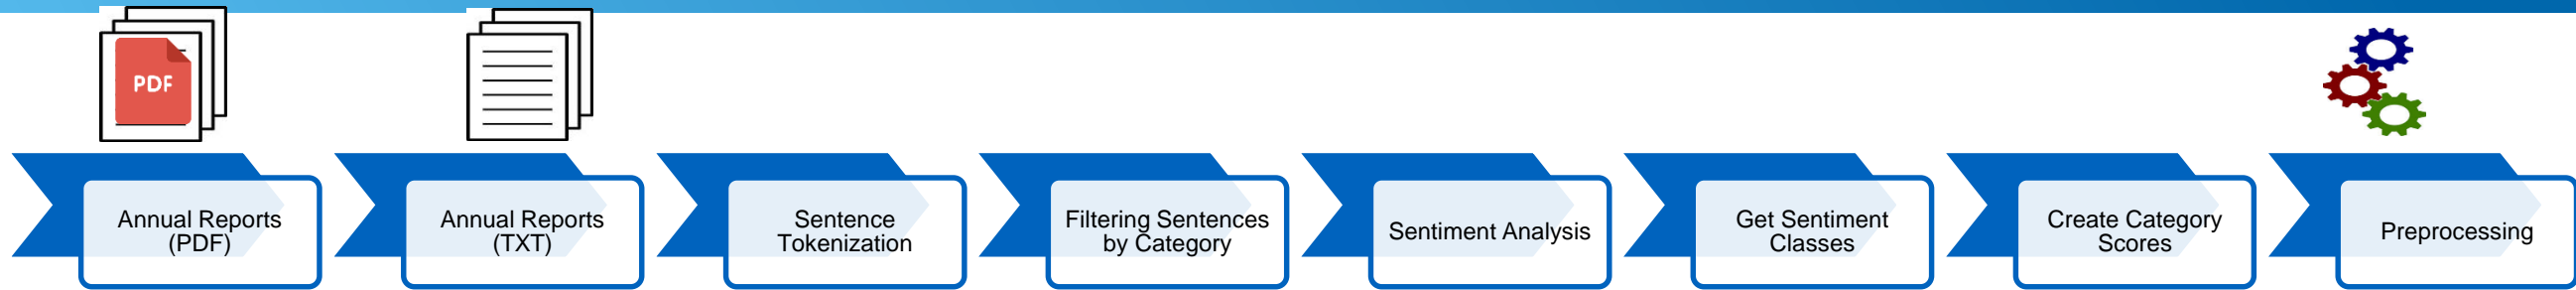 PDF
Annual Reports
(PDF)
Annual Reports
(TXT)
Sentence
Tokenization
Filtering Sentences
by Category
Sentiment Analysis
Get Sentiment
Classes
Create Category
Scores
Preprocessing